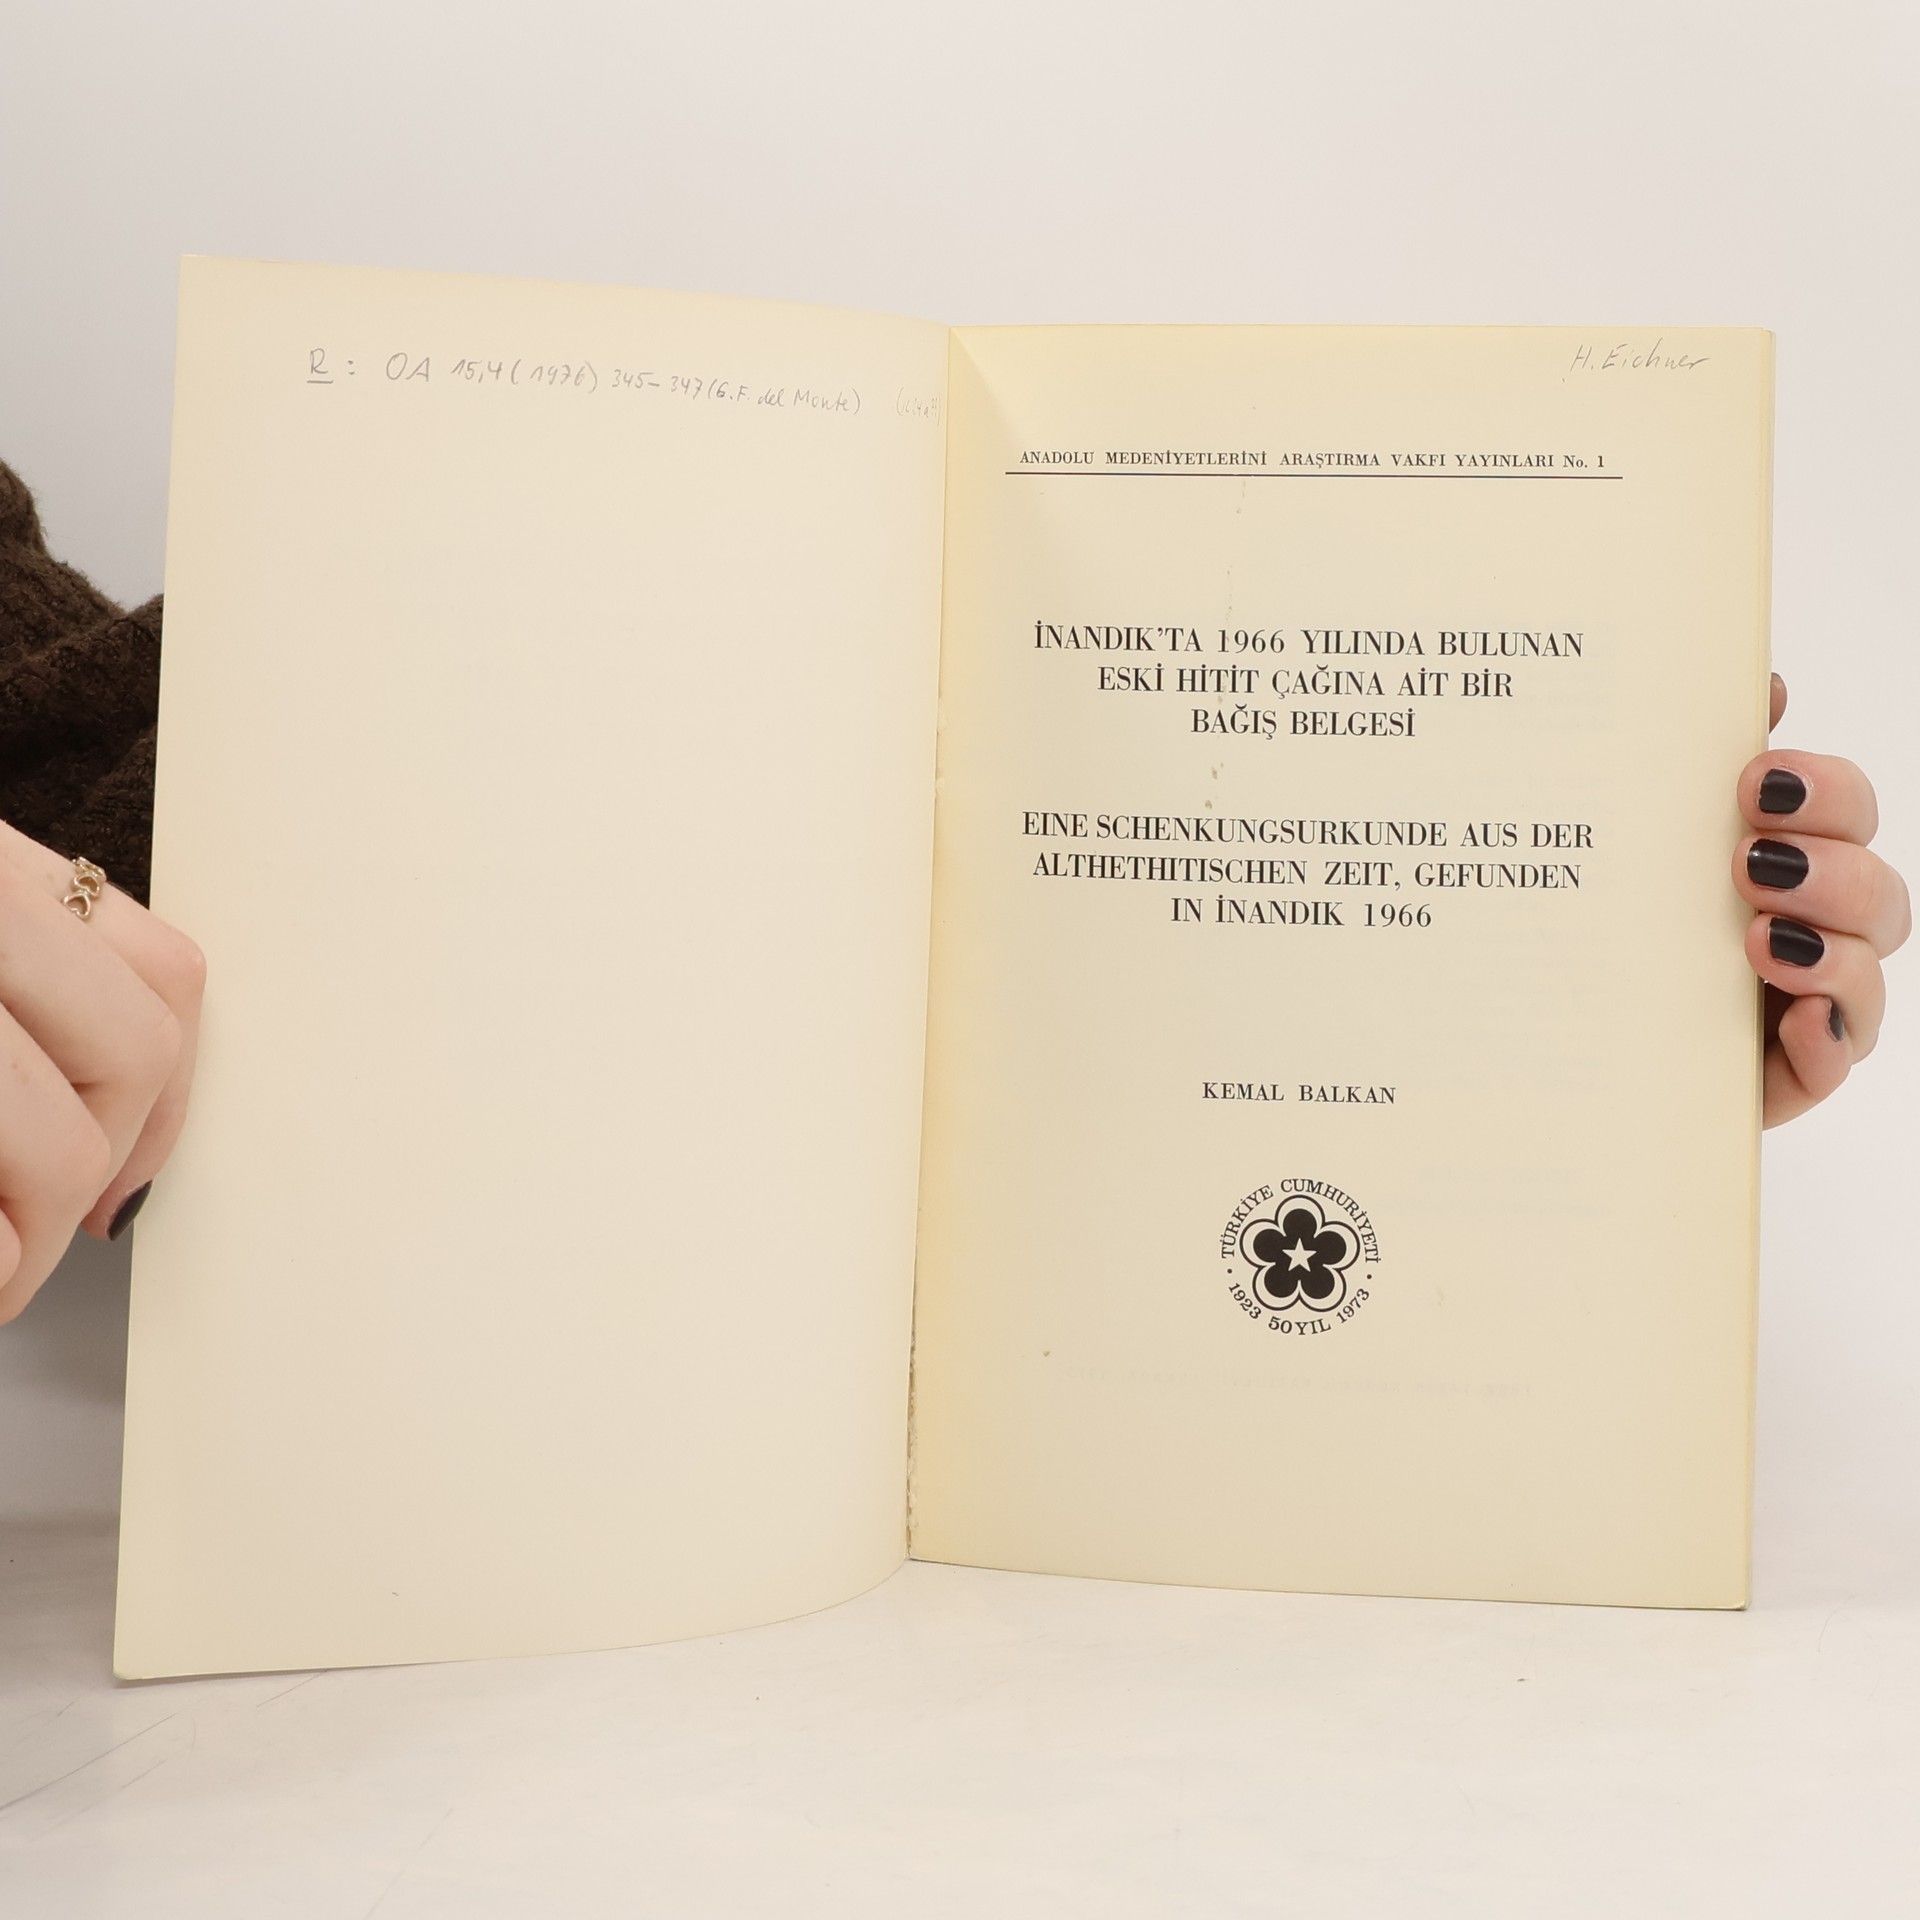 R: OA 15,4 (1976) 345-347 (G.F. del Monte)
H. Eichner
ANADOLU MEDENİYETLERİNİ ARAŞTIRMA VAKFI YAYINLARI No. 1
İNANDIK'TA 1966 YILINDA BULUNAN
ESKİ HİTİT ÇAĞINA AİT BİR
BAĞIŞ BELGESİ
EINE SCHENKUNGSURKUNDE AUS DER
ALTHETHITISCHEN ZEIT, GEFUNDEN
IN İNANDIK 1966
KEMAL BALKAN
TÜRKİYE CUMHURİYETİ
1923 50 YIL 1973